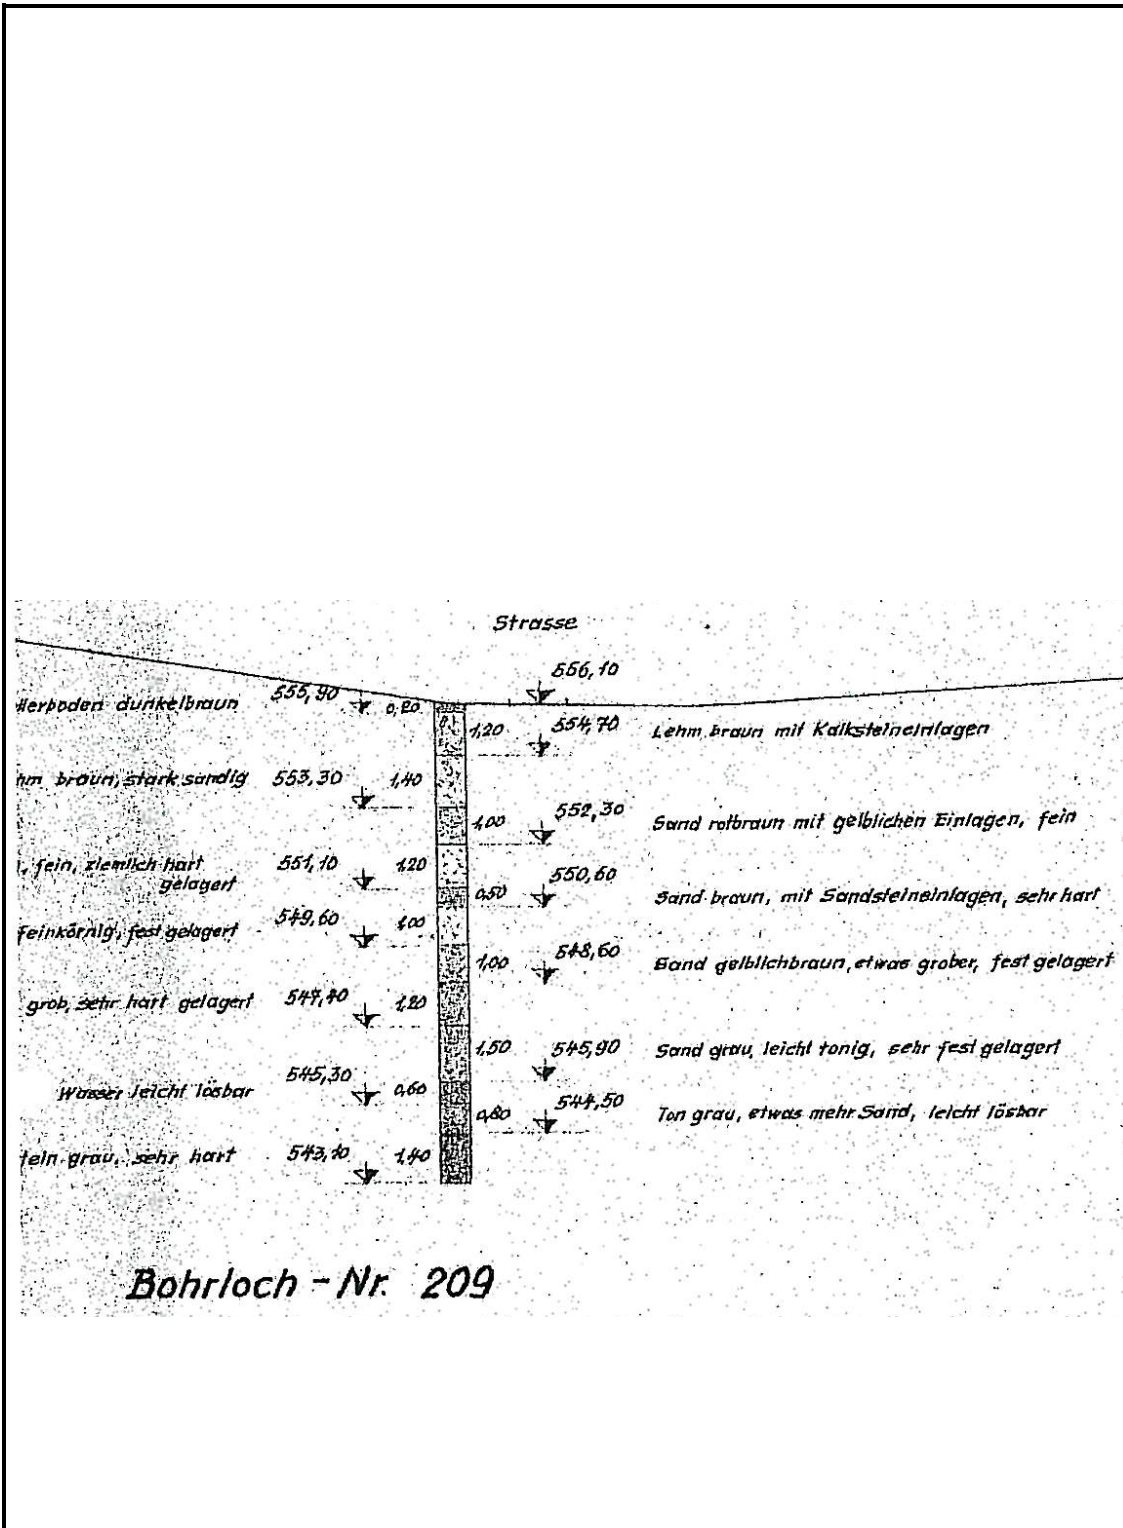 Strasse
556,10
dunkelbraun 555,90 0,20
1,20 554,70 Lehm braun mit Kalksteineinlagen
braun, stark sandig 553,30 1,40
1,00 552,30 Sand rotbraun mit gelblichen Einlagen, fein
fein, ziemlich hart 551,10 1,20
gelagert
0,50 550,60 Sand braun, mit Sandsteineinlagen, sehr hart
feinkörnig, fest gelagert 549,60 1,00
1,00 548,60 Sand gelblichbraun, etwas grober, fest gelagert
grob, sehr hart gelagert 547,40 1,20
1,50 545,90 Sand grau, leicht tonig, sehr fest gelagert
Wasser leicht lösbar 545,30 0,60
0,80 544,50 Ton grau, etwas mehr Sand, leicht lösbar
grau, sehr hart 543,10 1,40
Bohrloch - Nr. 209